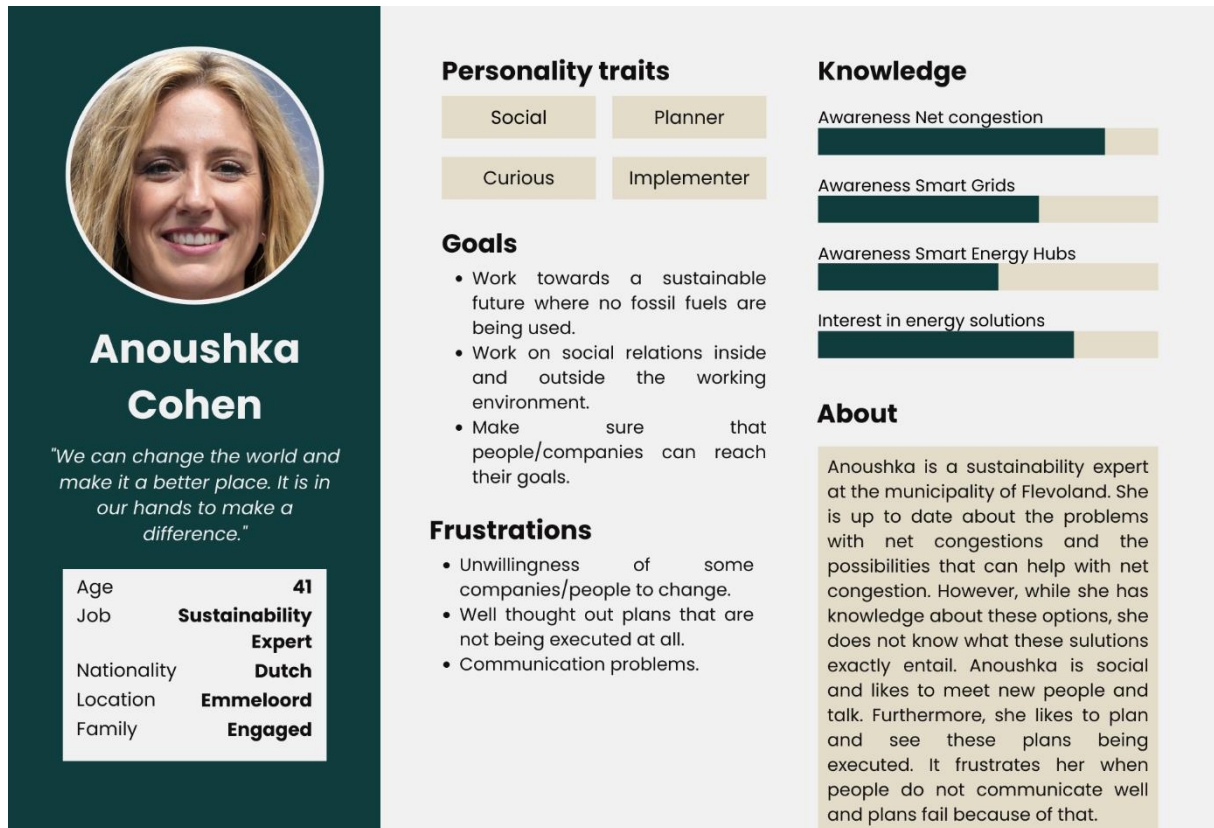 Anoushka
Cohen
"We can change the world and
make it a better place. It is in
our hands to make a
difference."
Age 41
Job Sustainability
Expert
Nationality Dutch
Location Emmeloord
Family Engaged
Personality traits
Social Planner
Curious Implementer
Goals
• Work towards a sustainable
future where no fossil fuels are
being used.
• Work on social relations inside
and outside the working
environment.
• Make sure that
people/companies can reach
their goals.
Frustrations
• Unwillingness of some
companies/people to change.
• Well thought out plans that are
not being executed at all.
• Communication problems.
Knowledge
Awareness Net congestion
Awareness Smart Grids
Awareness Smart Energy Hubs
Interest in energy solutions
About
Anoushka is a sustainability expert
at the municipality of Flevoland. She
is up to date about the problems
with net congestions and the
possibilities that can help with net
congestion. However, while she has
knowledge about these options, she
does not know what these sulutions
exactly entail. Anoushka is social
and likes to meet new people and
talk. Furthermore, she likes to plan
and see these plans being
executed. It frustrates her when
people do not communicate well
and plans fail because of that.